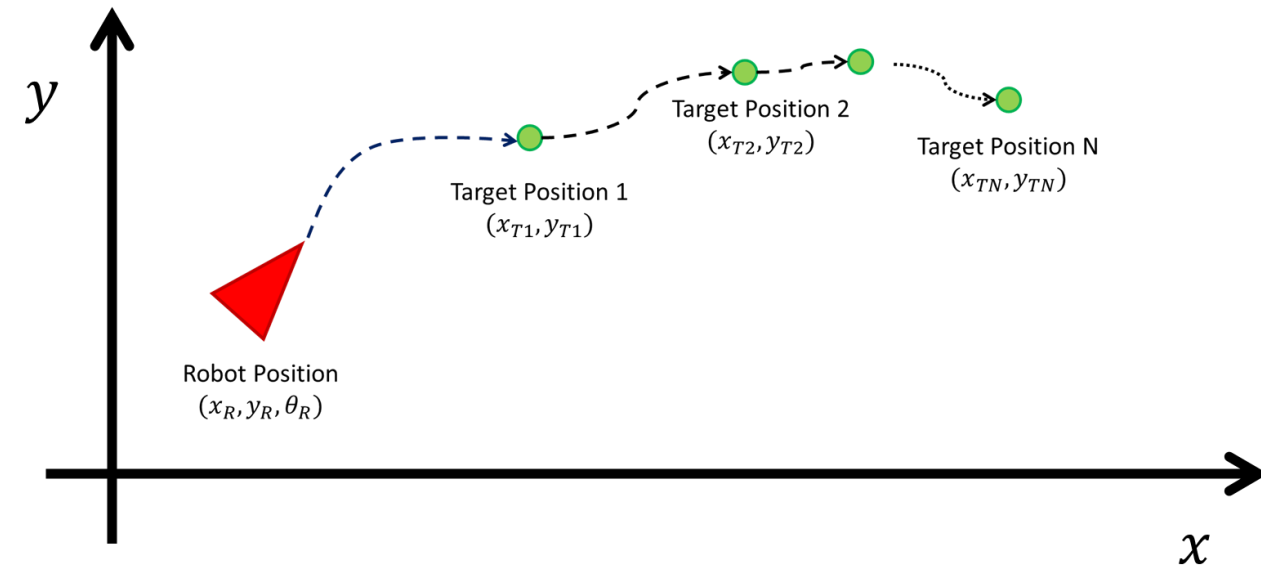 y
Target Position 2
(x_{T2}, y_{T2})
Target Position N
(x_{TN}, y_{TN})
Target Position 1
(x_{T1}, y_{T1})
Robot Position
(x_R, y_R, θ_R)
x